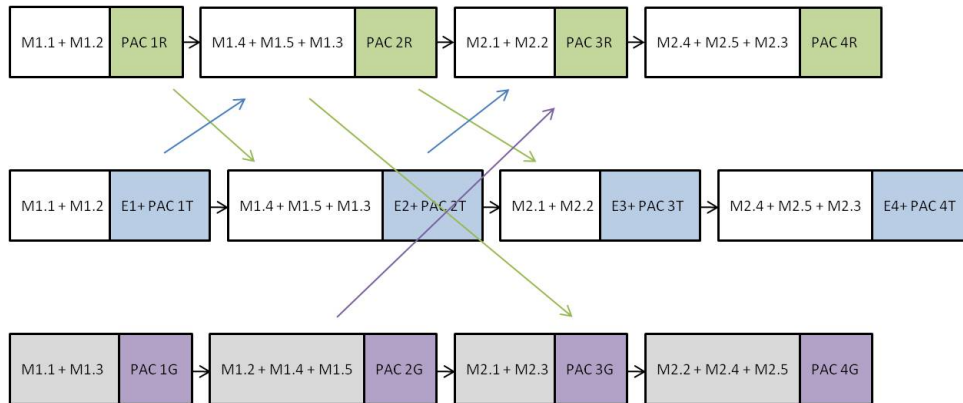 M1.1 + M1.2 PAC 1R M1.4 + M1.5 + M1.3 PAC 2R M2.1 + M2.2 PAC 3R M2.4 + M2.5 + M2.3 PAC 4R
M1.1 + M1.2 E1+ PAC 1T M1.4 + M1.5 + M1.3 E2+ PAC 2T M2.1 + M2.2 E3+ PAC 3T M2.4 + M2.5 + M2.3 E4+ PAC 4T
M1.1 + M1.3 PAC 1G M1.2 + M1.4 + M1.5 PAC 2G M2.1 + M2.3 PAC 3G M2.2 + M2.4 + M2.5 PAC 4G